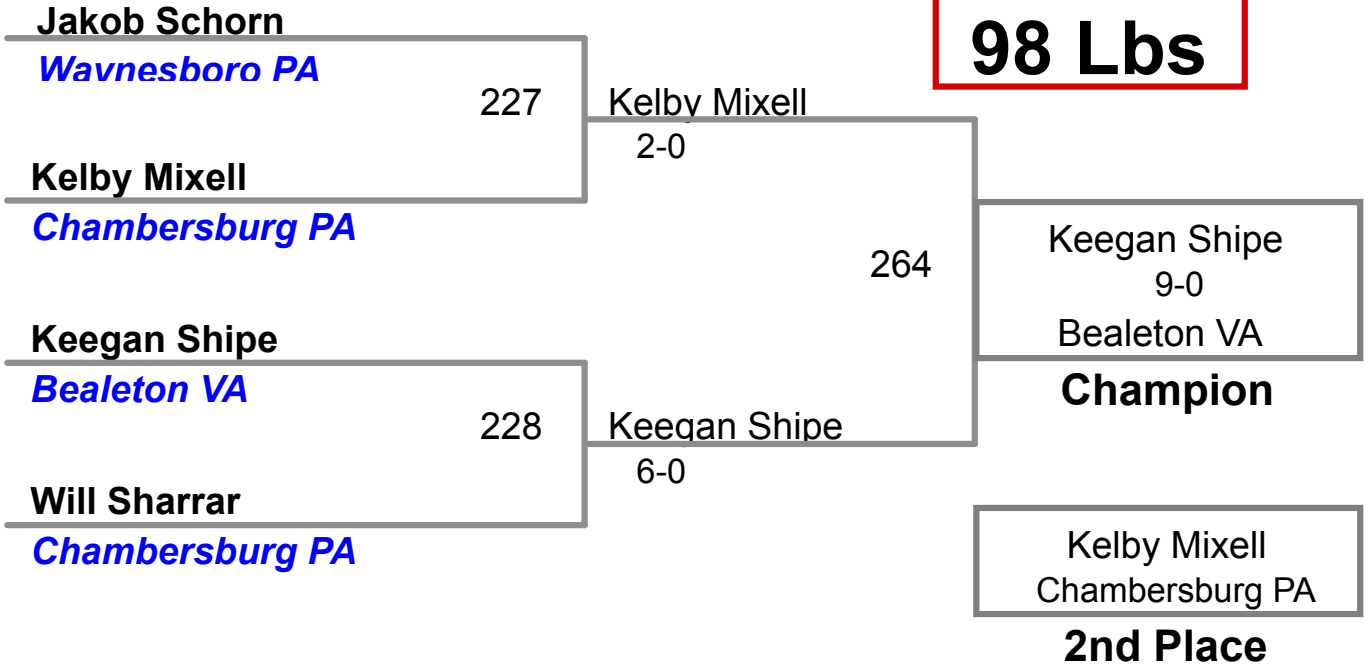 Jakob Schorn
98 Lbs
Waynesboro PA
227
Kelby Mixell
2-0
Kelby Mixell
Chambersburg PA
Keegan Shipe
264
9-0
Bealeton VA
Keegan Shipe
Champion
Bealeton VA
228
Keegan Shipe
6-0
Will Sharrar
Chambersburg PA
Kelby Mixell
Chambersburg PA
2nd Place